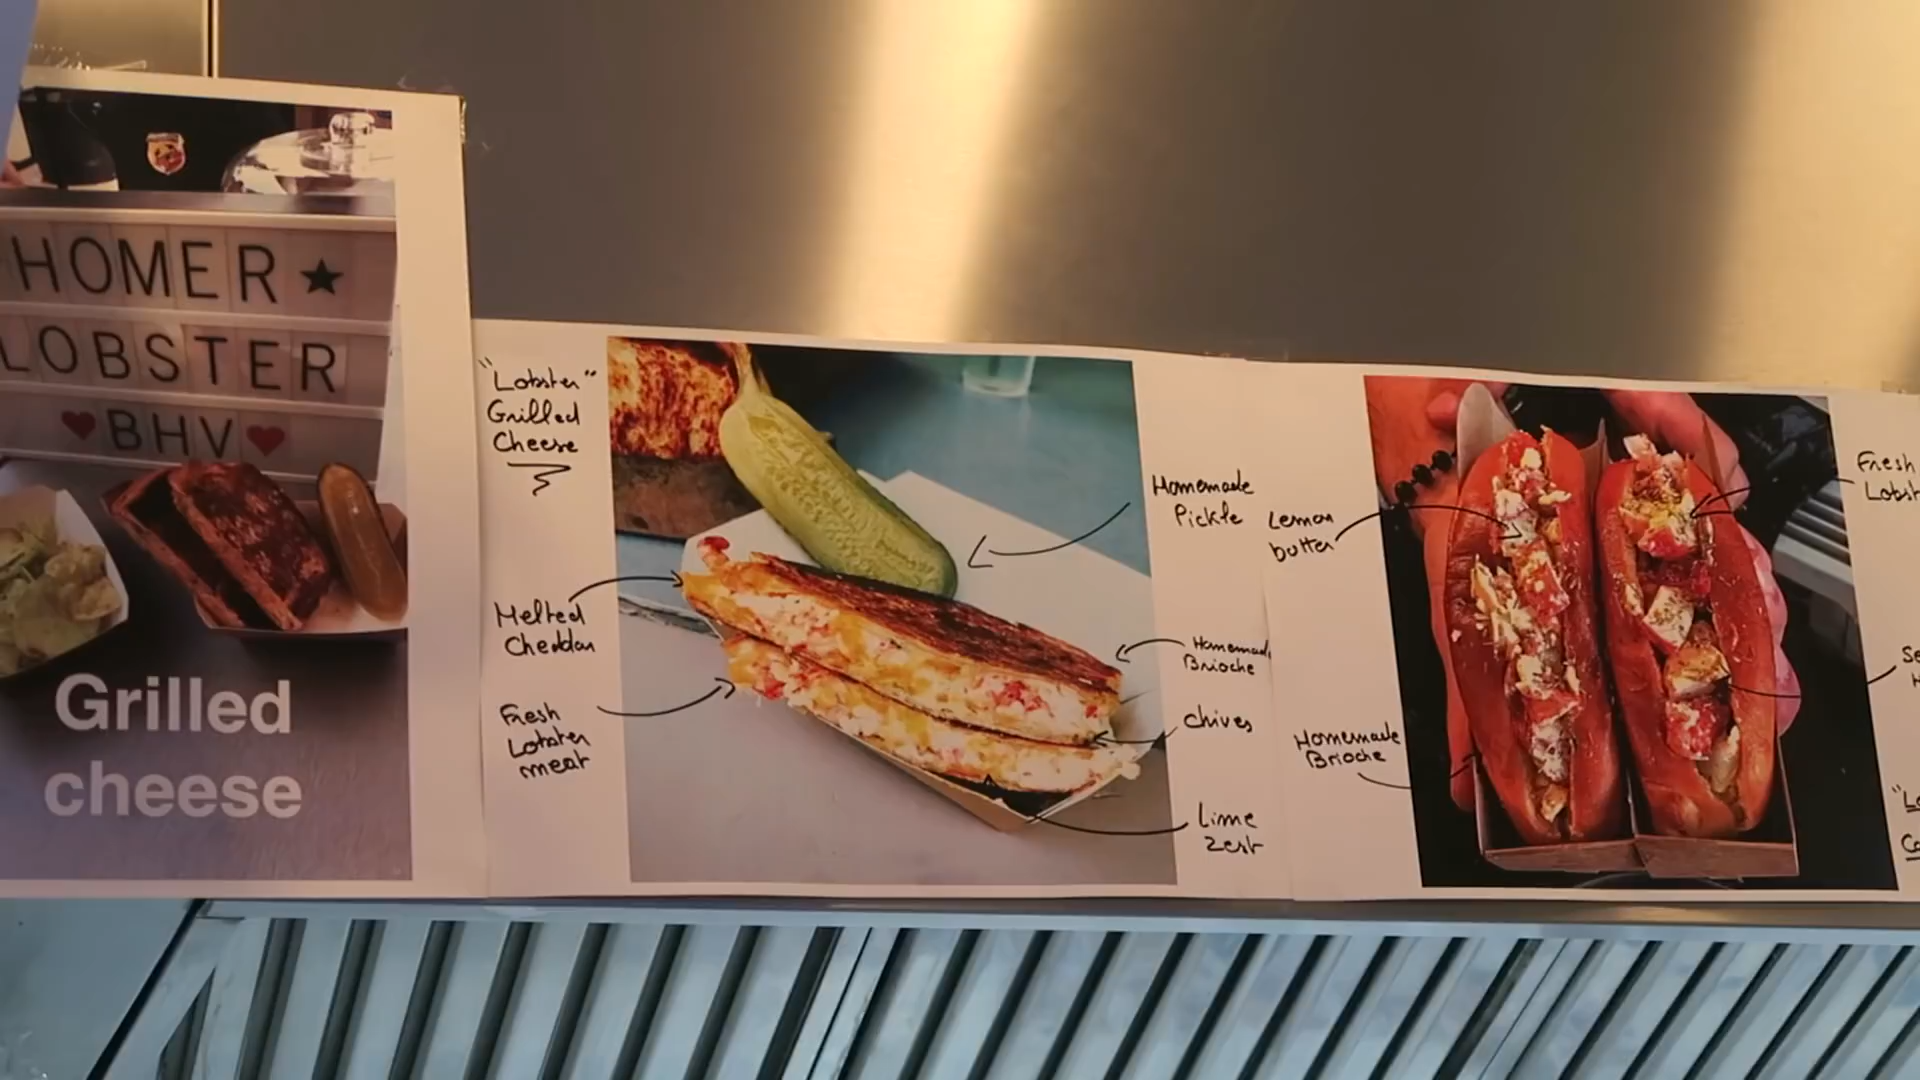 HOMER ★
LOBSTER
♥ BHV ♥
Grilled
cheese
"Lobster"
Grilled
Cheese
Melted
Cheddar
Fresh
Lobster
meat
Homemade
Pickle
Homemade
Brioche
Chives
Lime
Zest
Lemon
butter
Homemade
Brioche
Fresh